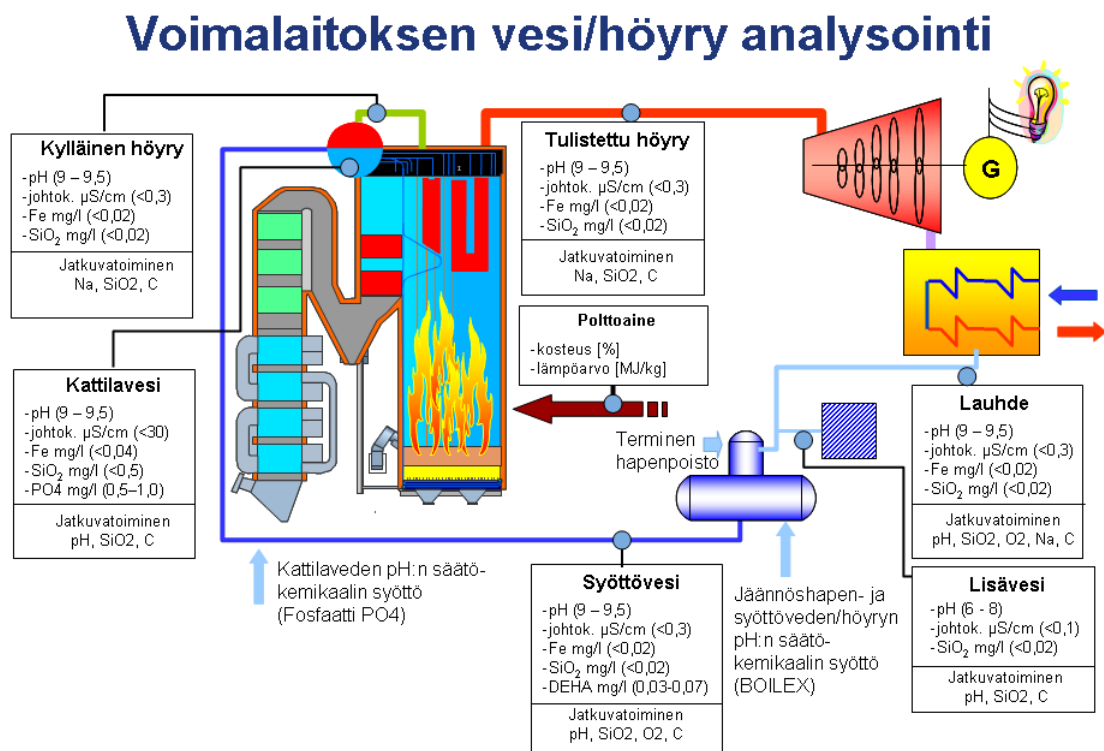 Voimalaitoksen vesi/höyry analysointi
Kylläinen höyry
-pH (9 – 9,5)
-johtok. µS/cm (<0,3)
-Fe mg/l (<0,02)
-SiO₂ mg/l (<0,02)
Jatkuvatoiminen
Na, SiO2, C
Tulistettu höyry
-pH (9 – 9,5)
-johtok. µS/cm (<0,3)
-Fe mg/l (<0,02)
-SiO₂ mg/l (<0,02)
Jatkuvatoiminen
Na, SiO2, C
G
Polttoaine
-kosteus [%]
-lämpöarvo [MJ/kg]
Kattilavesi
-pH (9 – 9,5)
-johtok. µS/cm (<30)
-Fe mg/l (<0,04)
-SiO₂ mg/l (<0,5)
-PO4 mg/l (0,5–1,0)
Jatkuvatoiminen
pH, SiO2, C
Terminen
hapenpoisto
Lauhde
-pH (9 – 9,5)
-johtok. µS/cm (<0,3)
-Fe mg/l (<0,02)
-SiO₂ mg/l (<0,02)
Jatkuvatoiminen
pH, SiO2, O2, Na, C
Kattilaveden pH:n säätö-
kemikaalin syöttö
(Fosfaatti PO4)
Syöttövesi
-pH (9 – 9,5)
-johtok. µS/cm (<0,3)
-Fe mg/l (<0,02)
-SiO₂ mg/l (<0,02)
-DEHA mg/l (0,03-0,07)
Jatkuvatoiminen
pH, SiO2, O2, C
Jäännöshapen- ja
syöttöveden/höyryn
pH:n säätö-
kemikaalin syöttö
(BOILEX)
Lisävesi
-pH (6 - 8)
-johtok. µS/cm (<0,1)
-SiO₂ mg/l (<0,02)
Jatkuvatoiminen
pH, SiO2, C